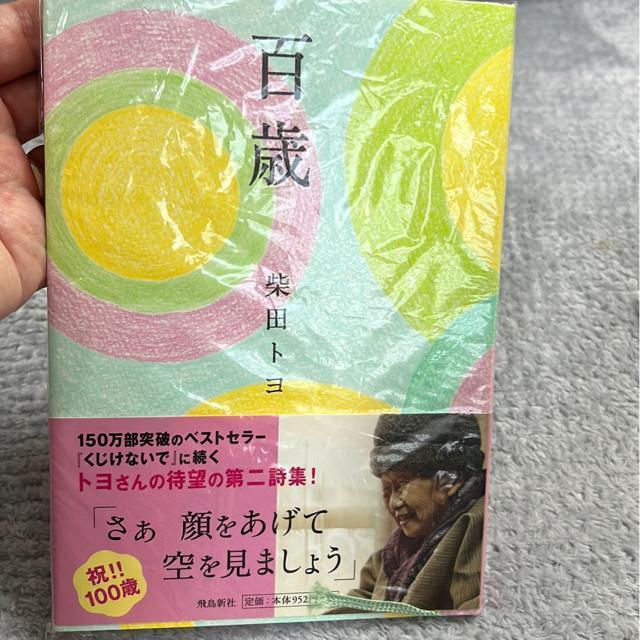 百歳
柴田トヨ
150万部突破のベストセラー
『くじけないで』に続く
トヨさんの待望の第二詩集!
「さぁ 顔をあげて
空を見ましょう」
祝!!
100歳
飛鳥新社
定価:本体952